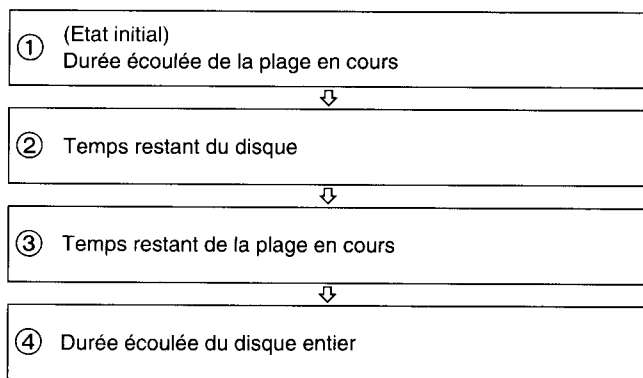 ① (Etat initial)
Durée écoulée de la plage en cours
② Temps restant du disque
③ Temps restant de la plage en cours
④ Durée écoulée du disque entier